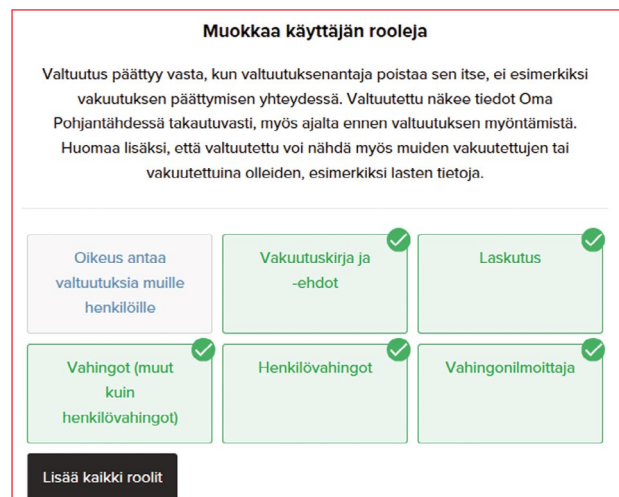 Muokkaa käyttäjän rooleja
Valtuutus päättyy vasta, kun valtuutuksenantaja poistaa sen itse, ei esimerkiksi
vakuutuksen päättymisen yhteydessä. Valtuutettu näkee tiedot Oma
Pohjantähdessä takautuvasti, myös ajalta ennen valtuutuksen myöntämistä.
Huomaa lisäksi, että valtuutettu voi nähdä myös muiden vakuutettujen tai
vakuutettuina olleiden, esimerkiksi lasten tietoja.
Oikeus antaa
valtuutuksia muille
henkilöille
Vakuutuskirja ja
-ehdot
Laskutus
Vahingot (muut
kuin
henkilövahingot)
Henkilövahingot
Vahingonilmoittaja
Lisää kaikki roolit